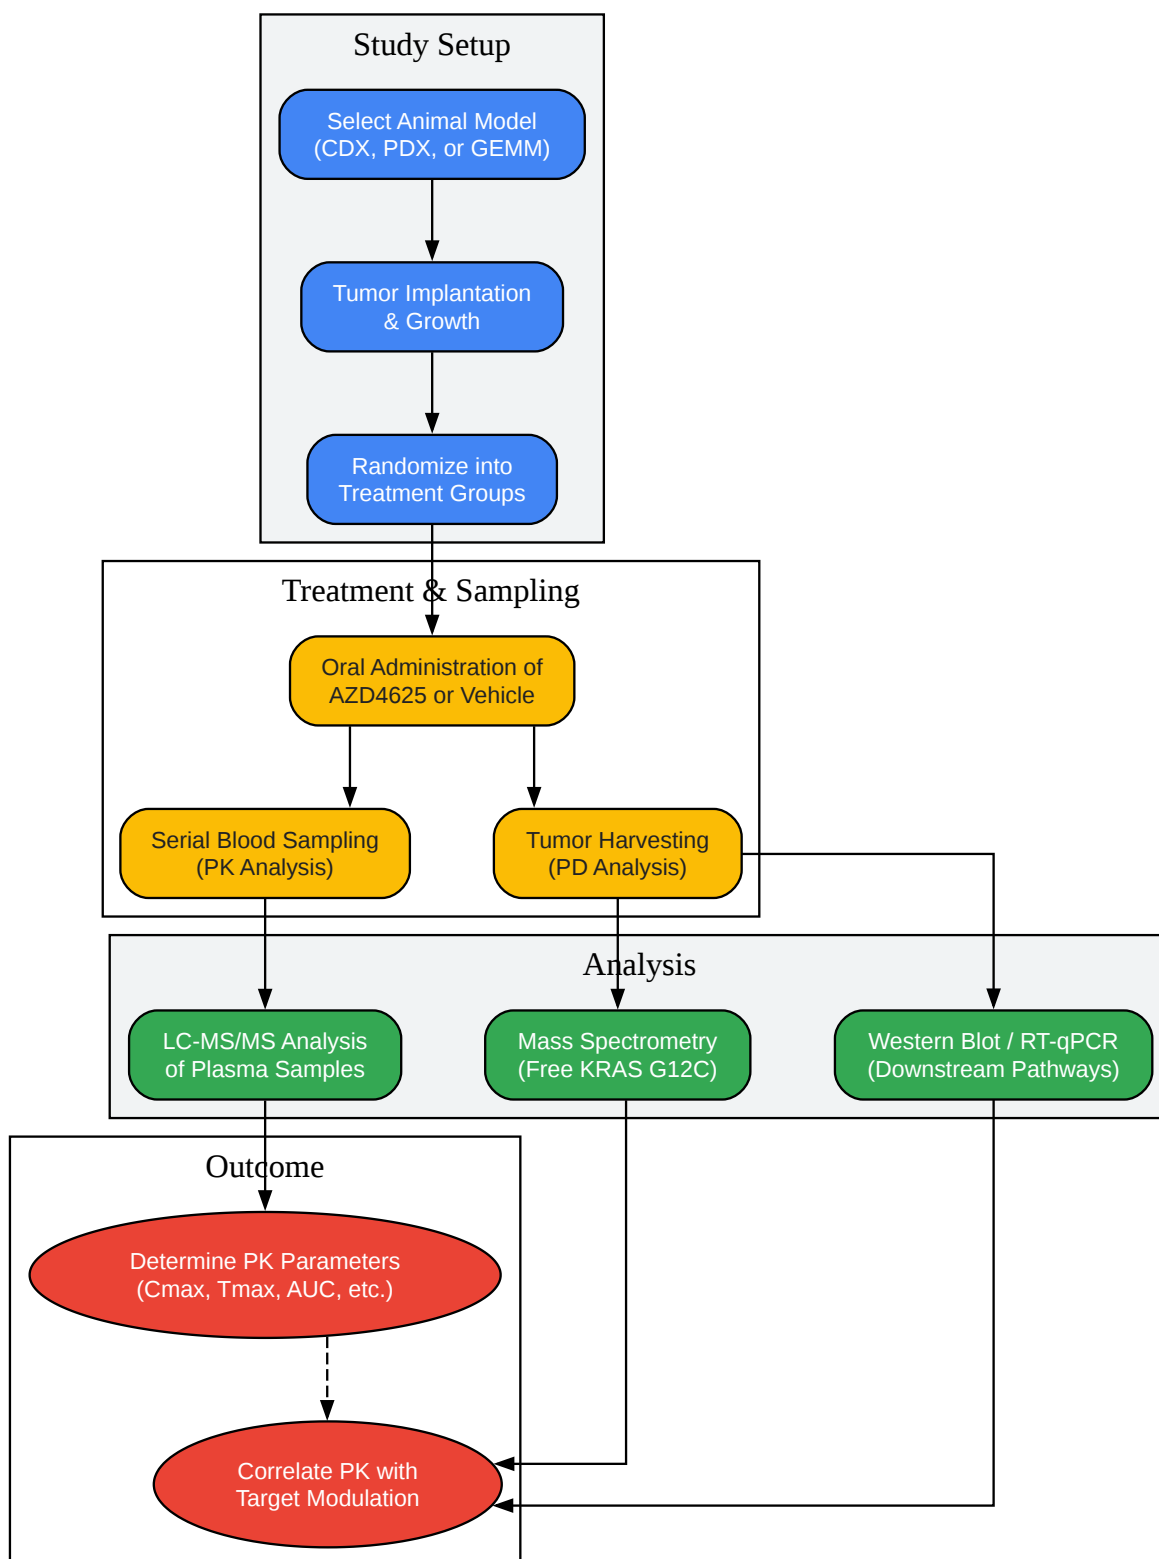 Study Setup
Select Animal Model
(CDX, PDX, or GEMM)
Tumor Implantation
& Growth
Randomize into
Treatment Groups
Treatment & Sampling
Oral Administration of
AZD4625 or Vehicle
Serial Blood Sampling
(PK Analysis)
Tumor Harvesting
(PD Analysis)
Analysis
LC-MS/MS Analysis
of Plasma Samples
Mass Spectrometry
(Free KRAS G12C)
Western Blot / RT-qPCR
(Downstream Pathways)
Outcome
Determine PK Parameters
(Cmax, Tmax, AUC, etc.)
Correlate PK with
Target Modulation